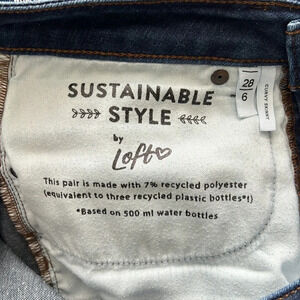 SUSTAINABLE
STYLE
by
Loft
This pair is made with 7% recycled polyester
(equivalent to three recycled plastic bottles*!)
*Based on 500 ml water bottles
28
6
CURVY SKINNY